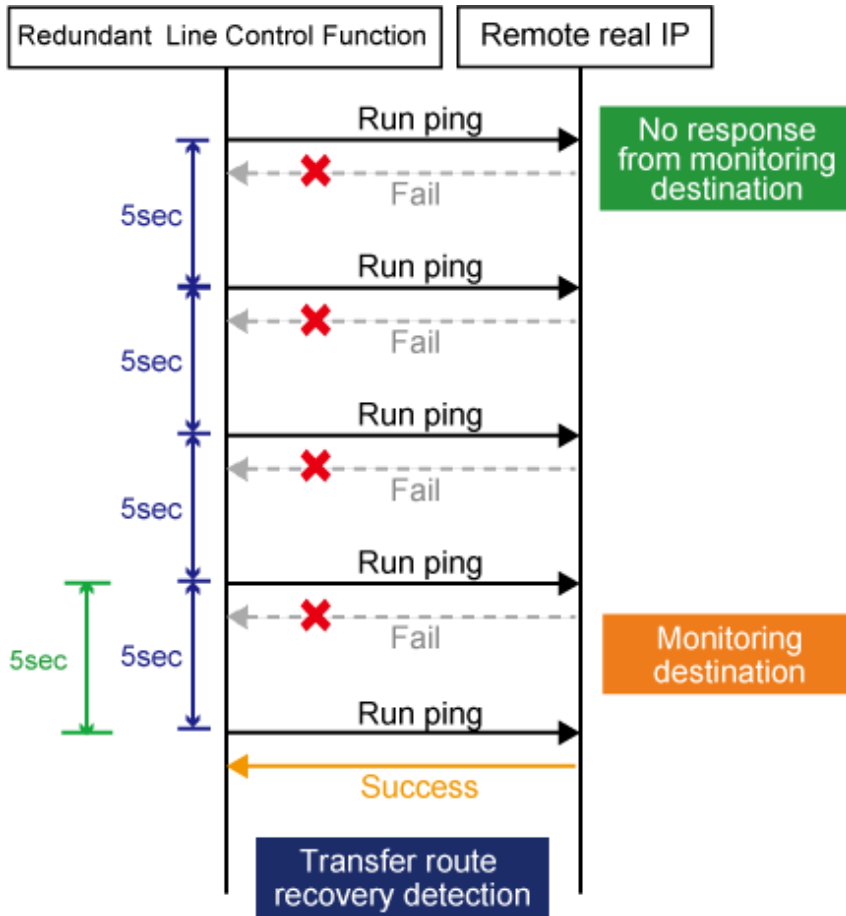 Redundant Line Control Function
Remote real IP
Run ping
No response
from monitoring
destination
Fail
5sec
Run ping
Fail
5sec
Run ping
Fail
5sec
Run ping
Fail
Monitoring
destination
5sec
5sec
Run ping
Success
Transfer route
recovery detection